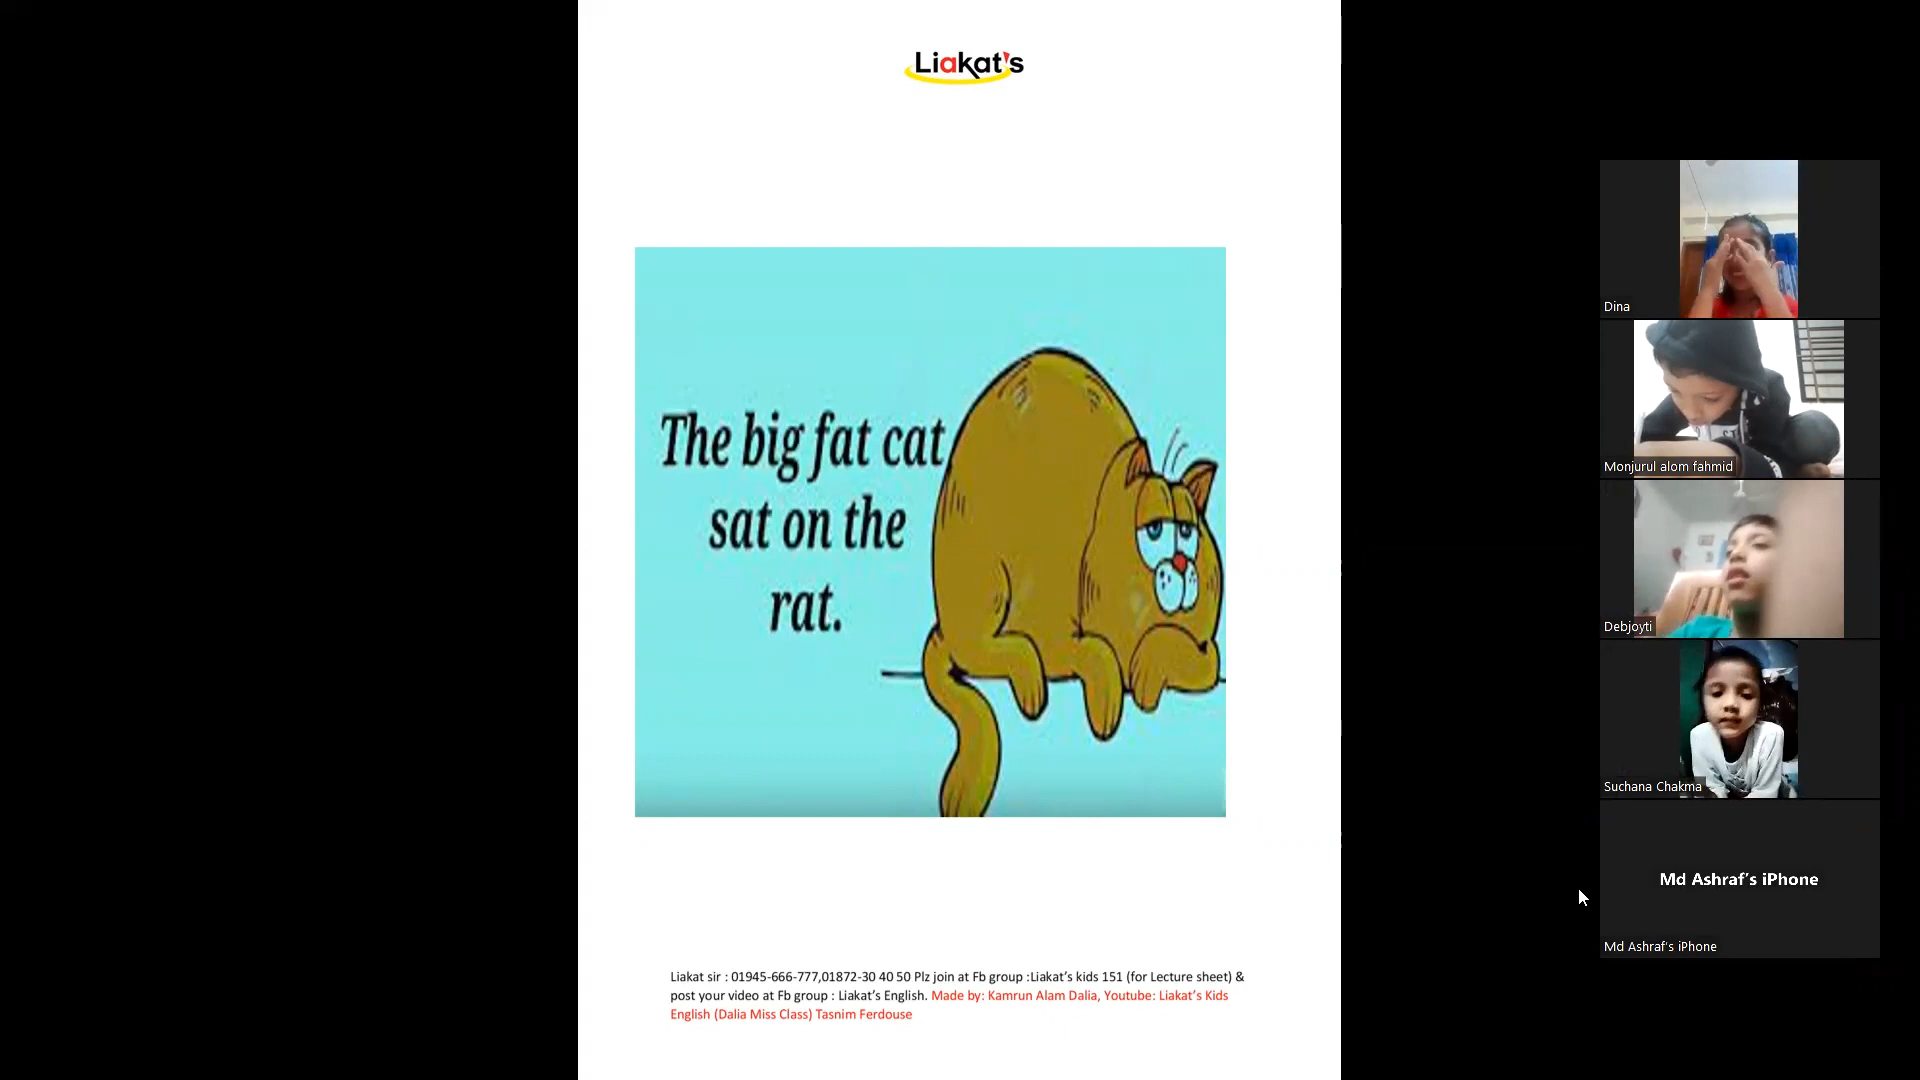 Liakat's
The big fat cat
sat on the
rat.
Liakat sir : 01945-666-777,01872-30 40 50 Plz join at Fb group :Liakat’s kids 151 (for Lecture sheet) &
post your video at Fb group : Liakat’s English. Made by: Kamrun Alam Dalia, Youtube: Liakat’s Kids
English (Dalia Miss Class) Tasnim Ferdouse
Dina
Monjurul alom fahmid
Debjoyti
Suchana Chakma
Md Ashraf’s iPhone
Md Ashraf's iPhone